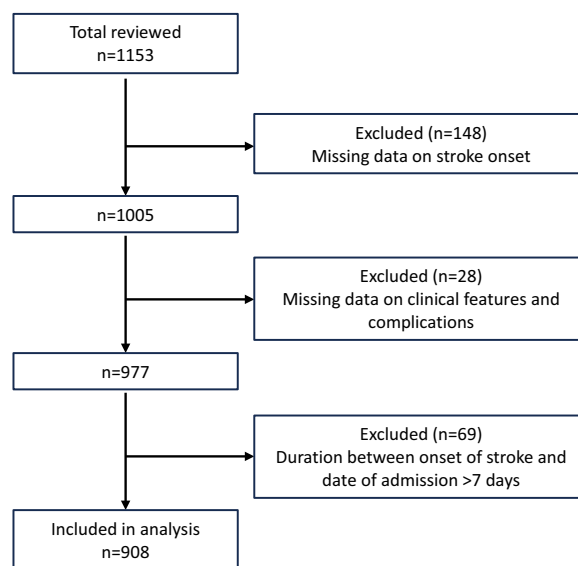 Total reviewed
n=1153
Excluded (n=148)
Missing data on stroke onset
n=1005
Excluded (n=28)
Missing data on clinical features and
complications
n=977
Excluded (n=69)
Duration between onset of stroke and
date of admission >7 days
Included in analysis
n=908